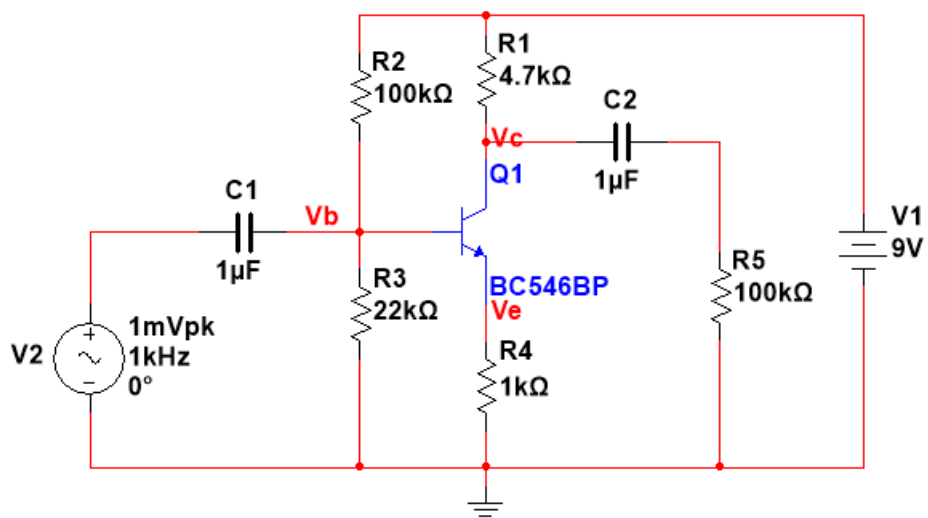 R2
100kΩ
R1
4.7kΩ
C2
1µF
Vc
Q1
C1
1µF
Vb
V1
9V
R3
22kΩ
BC546BP
Ve
R5
100kΩ
V2
1mVpk
1kHz
0°
+
R4
1kΩ